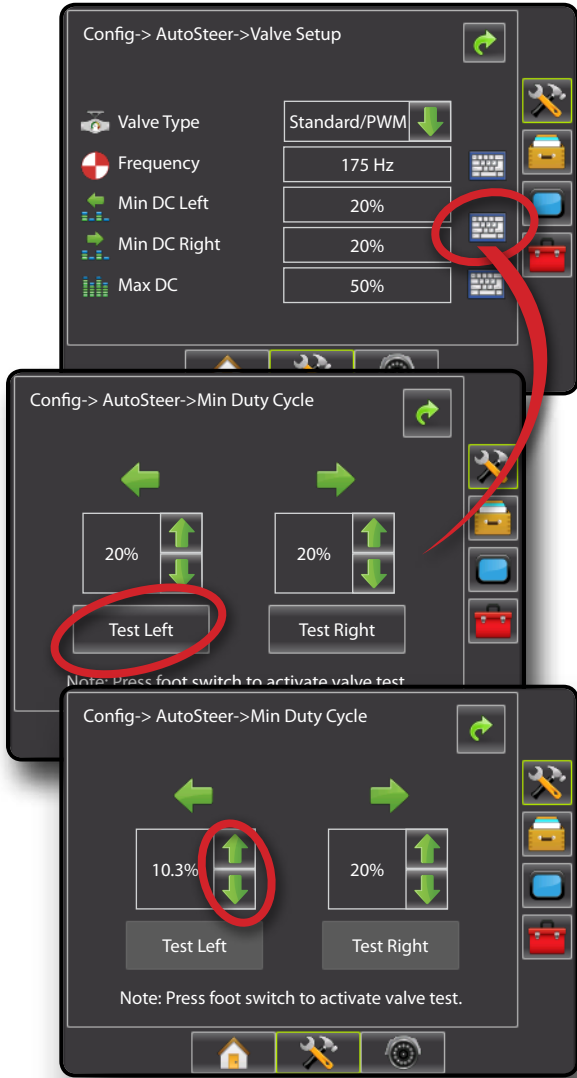 Config-> AutoSteer->Valve Setup
Valve Type Standard/PWM
Frequency 175 Hz
Min DC Left 20%
Min DC Right 20%
Max DC 50%
Config-> AutoSteer->Min Duty Cycle
20% 20%
Test Left Test Right
Note: Press foot switch to activate valve test.
Config-> AutoSteer->Min Duty Cycle
10.3% 20%
Test Left Test Right
Note: Press foot switch to activate valve test.